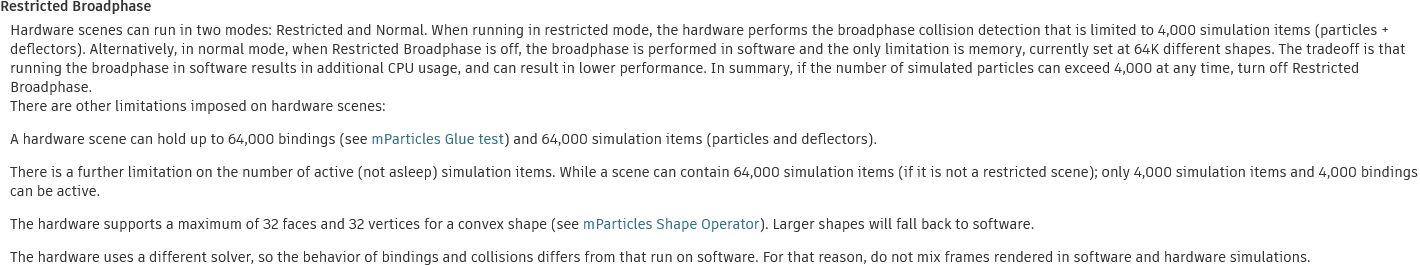 Restricted Broadphase
Hardware scenes can run in two modes: Restricted and Normal. When running in restricted mode, the hardware performs the broadphase collision detection that is limited to 4,000 simulation items (particles +
deflectors). Alternatively, in normal mode, when Restricted Broadphase is off, the broadphase is performed in software and the only limitation is memory, currently set at 64K different shapes. The tradeoff is that
running the broadphase in software results in additional CPU usage, and can result in lower performance. In summary, if the number of simulated particles can exceed 4,000 at any time, turn off Restricted
Broadphase.
There are other limitations imposed on hardware scenes:
A hardware scene can hold up to 64,000 bindings (see mParticles Glue test) and 64,000 simulation items (particles and deflectors).
There is a further limitation on the number of active (not asleep) simulation items. While a scene can contain 64,000 simulation items (if it is not a restricted scene); only 4,000 simulation items and 4,000 bindings
can be active.
The hardware supports a maximum of 32 faces and 32 vertices for a convex shape (see mParticles Shape Operator). Larger shapes will fall back to software.
The hardware uses a different solver, so the behavior of bindings and collisions differs from that run on software. For that reason, do not mix frames rendered in software and hardware simulations.